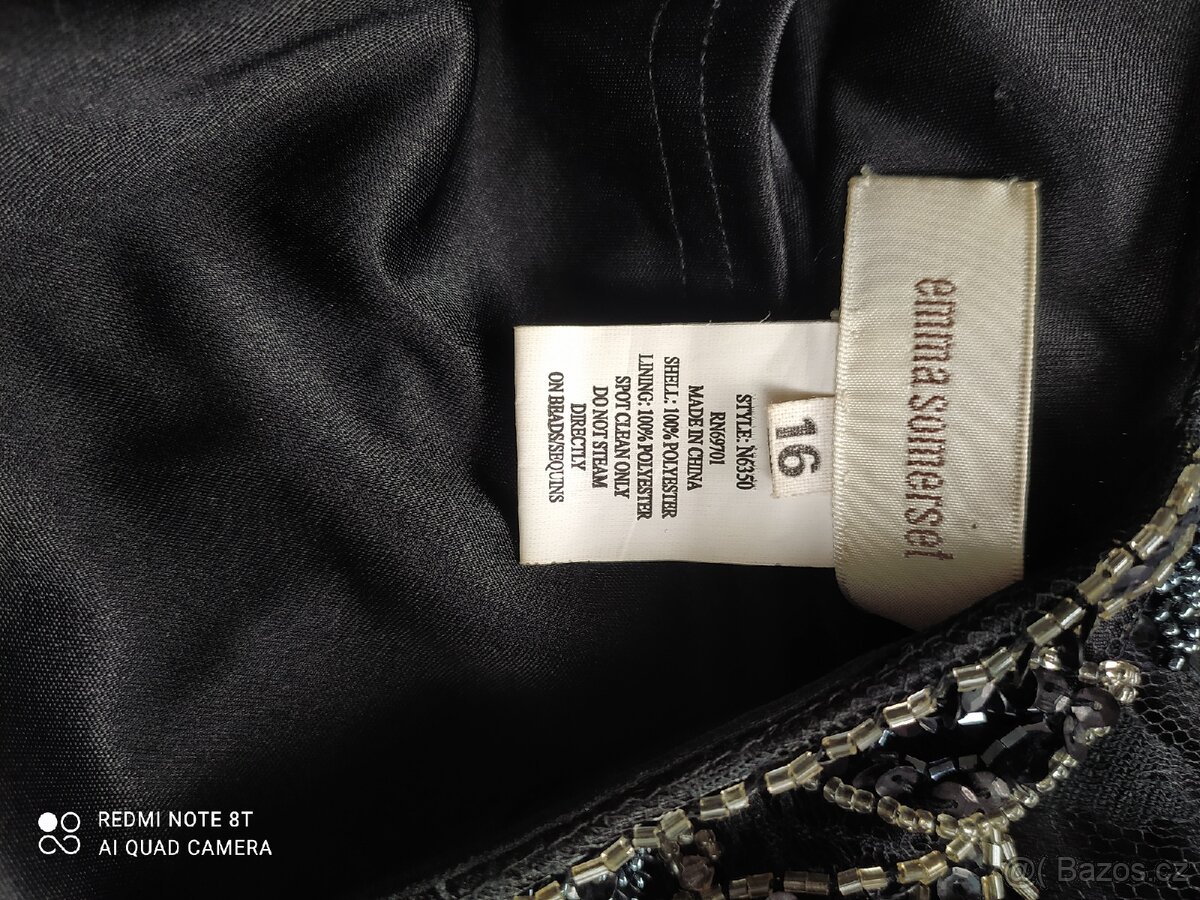 emma somerset
16
STYLE: N6350
RN69701
MADE IN CHINA
SHELL: 100% POLYESTER
LINING: 100% POLYESTER
SPOT CLEAN ONLY
DO NOT STEAM
DIRECTLY
ON BEADS/SEQUINS
REDMI NOTE 8T
AI QUAD CAMERA
@( Bazos.cz